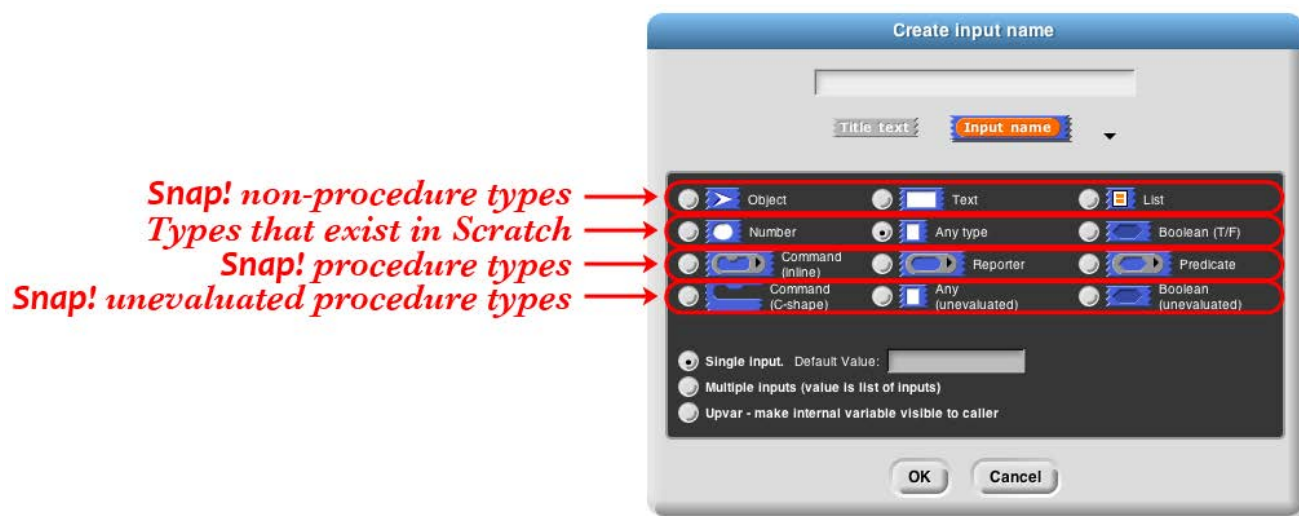 Create input name
Title text Input name
Snap! non-procedure types Object Text List
Types that exist in Scratch Number Any type Boolean (T/F)
Snap! procedure types Command (inline) Reporter Predicate
Snap! unevaluated procedure types Command (C-shape) Any (unevaluated) Boolean (unevaluated)
Single input. Default Value:
Multiple inputs (value is list of inputs)
Upvar - make internal variable visible to caller
OK Cancel